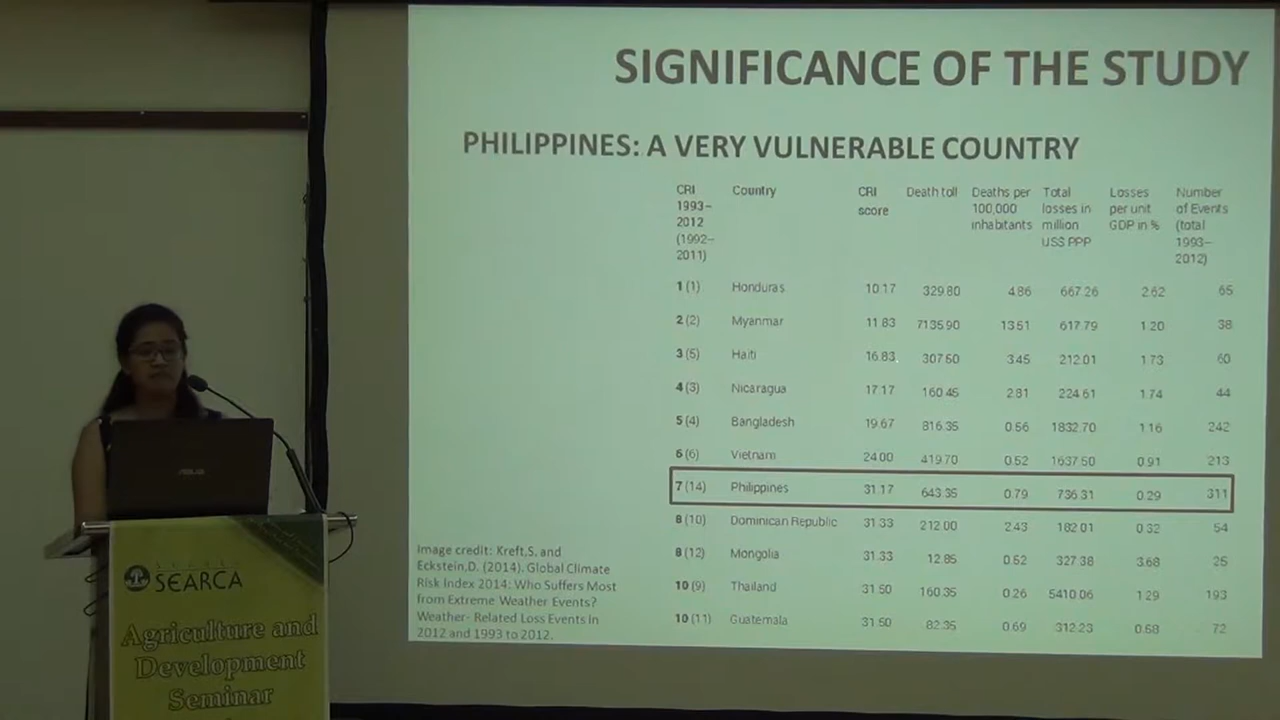 SIGNIFICANCE OF THE STUDY
PHILIPPINES: A VERY VULNERABLE COUNTRY
CRI 1993–2012 (1992–2011) Country CRI score Death toll Deaths per 100,000 inhabitants Total losses in million US$ PPP Losses per unit GDP in % Number of Events (total 1993–2012)
1 (1) Honduras 10.17 329.80 4.86 667.26 2.62 65
2 (2) Myanmar 11.83 7135.90 13.51 617.79 1.20 38
3 (5) Haiti 16.83 307.50 3.45 212.01 1.73 60
4 (3) Nicaragua 17.17 160.45 2.81 224.61 1.74 44
5 (4) Bangladesh 19.67 816.35 0.56 1832.70 1.16 242
6 (6) Vietnam 24.00 419.70 0.52 1637.50 0.91 213
7 (14) Philippines 31.17 643.35 0.79 736.31 0.29 311
8 (10) Dominican Republic 31.33 212.00 2.43 182.01 0.32 54
8 (12) Mongolia 31.33 12.85 0.52 327.38 3.68 25
10 (9) Thailand 31.50 160.35 0.26 5410.06 1.29 193
10 (11) Guatemala 31.50 82.35 0.69 312.23 0.58 72
Image credit: Kreft.S. and
Eckstein,D. (2014). Global Climate
Risk Index 2014: Who Suffers Most
from Extreme Weather Events?
Weather- Related Loss Events in
2012 and 1993 to 2012.
ASUS
SEARCA
Agriculture and
Development
Seminar